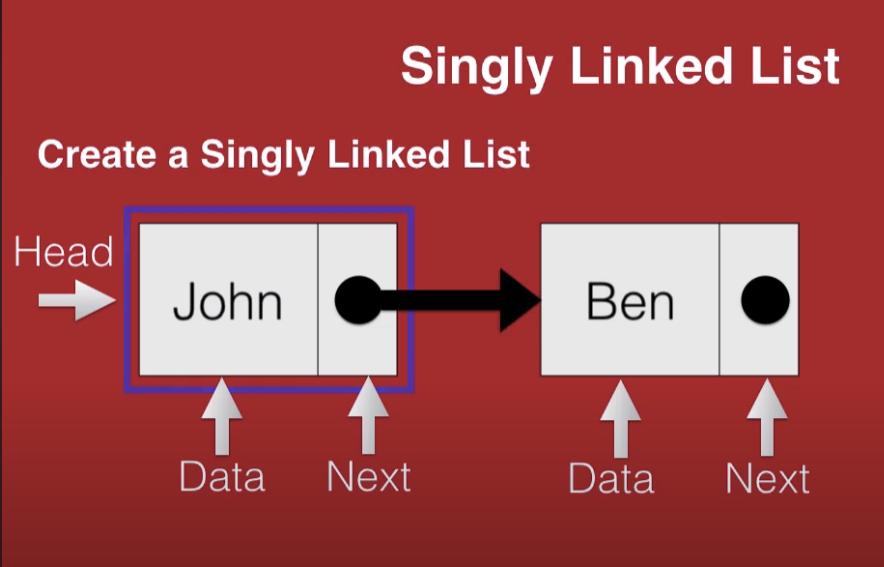 Singly Linked List
Create a Singly Linked List
Head
John
Ben
Data
Next
Data
Next